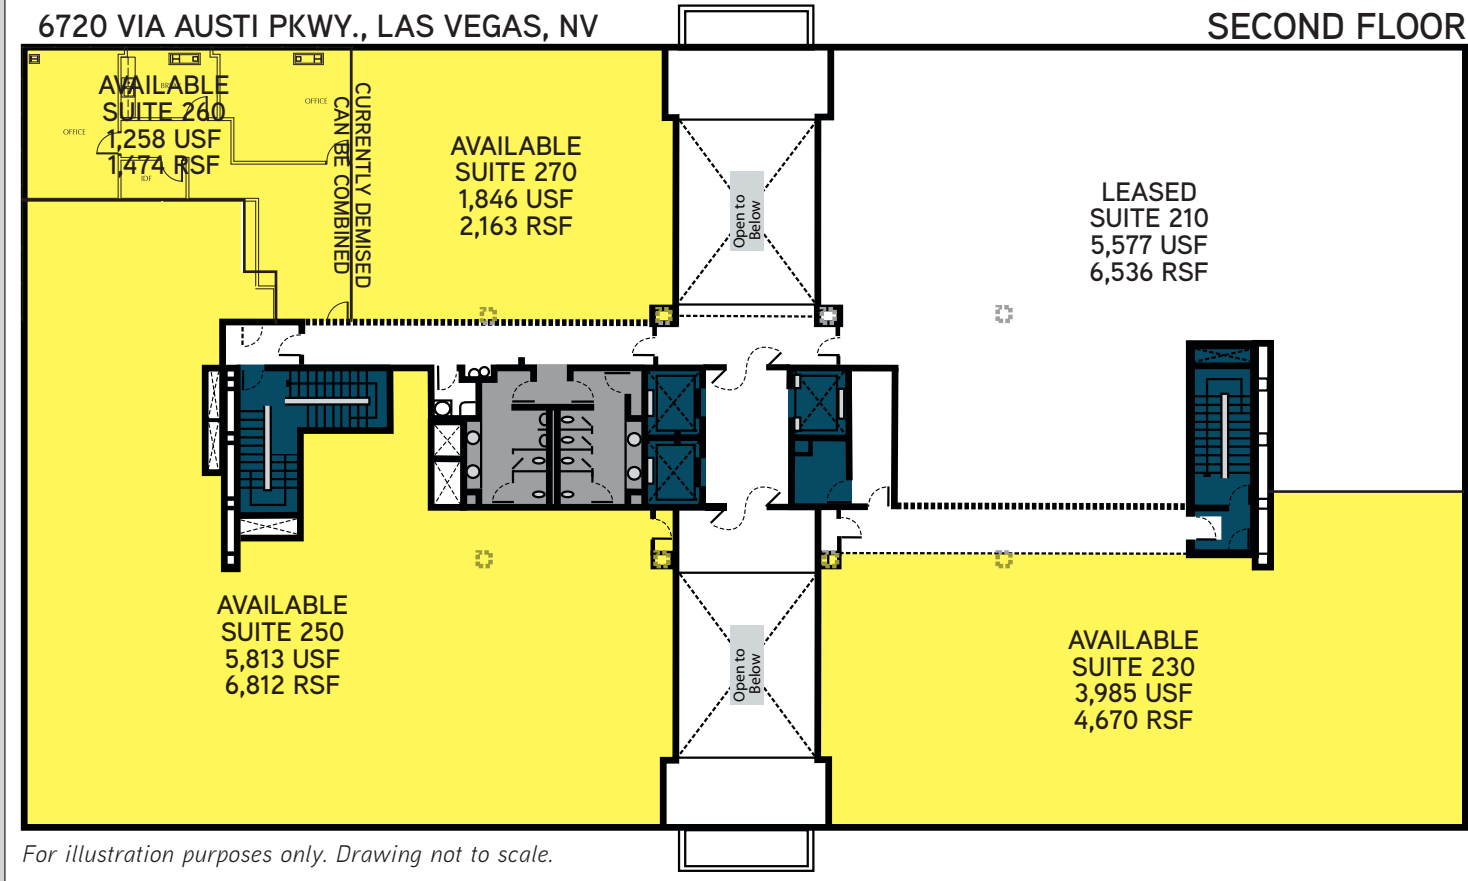 6720 VIA AUSTI PKWY., LAS VEGAS, NV
SECOND FLOOR
AVAILABLE
SUITE 260
1,258 USF
1,474 RSF
OFFICE
BREAK
OFFICE
IDF
CURRENTLY DEMISED
CAN BE COMBINED
AVAILABLE
SUITE 270
1,846 USF
2,163 RSF
Open to
Below
LEASED
SUITE 210
5,577 USF
6,536 RSF
AVAILABLE
SUITE 250
5,813 USF
6,812 RSF
Open to
Below
AVAILABLE
SUITE 230
3,985 USF
4,670 RSF
For illustration purposes only. Drawing not to scale.